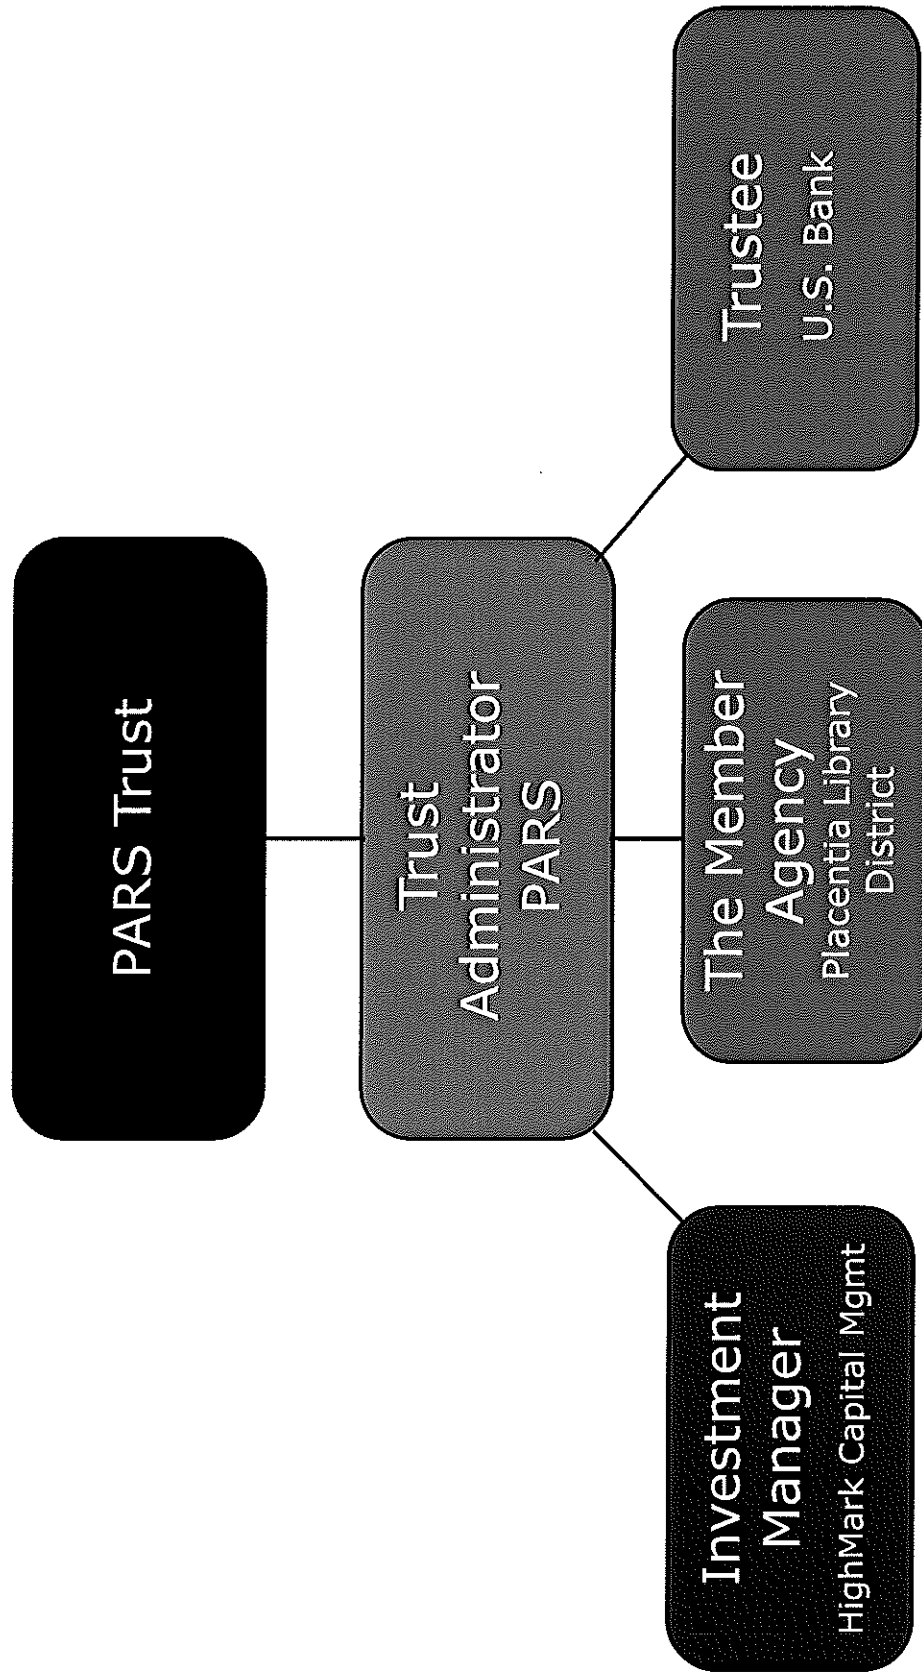 PARS Trust
Trust
Administrator
PARS
Investment
Manager
HighMark Capital Mgmt
The Member
Agency
Placentia Library
District
Trustee
U.S. Bank